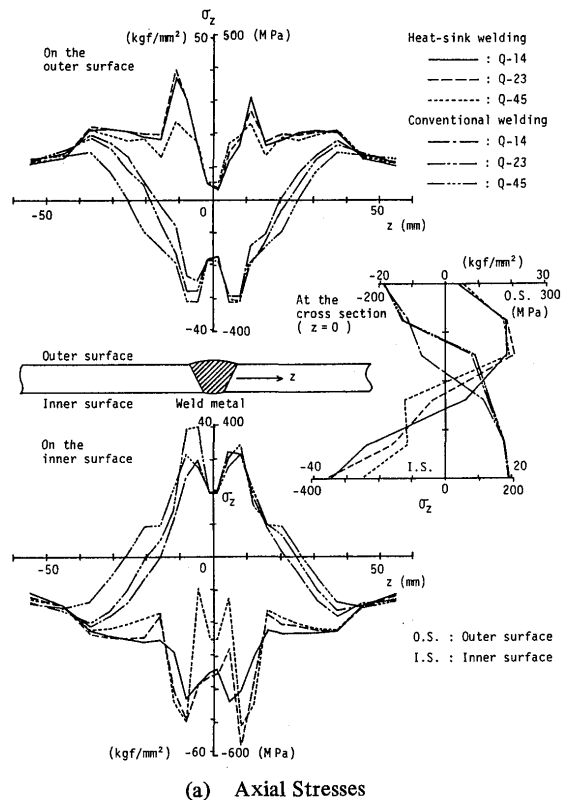 σz
(kgf/mm²) 50 500 (MPa)
On the
outer surface
Heat-sink welding
: Q-14
: Q-23
: Q-45
Conventional welding
: Q-14
: Q-23
: Q-45
-50 0 50
z (mm)
-40 -400
(kgf/mm²)
-20 0 30
-200 O.S. 300
(MPa)
At the
cross section
( z=0 )
Outer surface
z
Inner surface
Weld metal
40 400
On the
inner surface
σz
-40 I.S. 20
-400 0 200
σz
-50 0 50
z (mm)
O.S. : Outer surface
I.S. : Inner surface
(kgf/mm²) -60 -600 (MPa)
(a) Axial Stresses